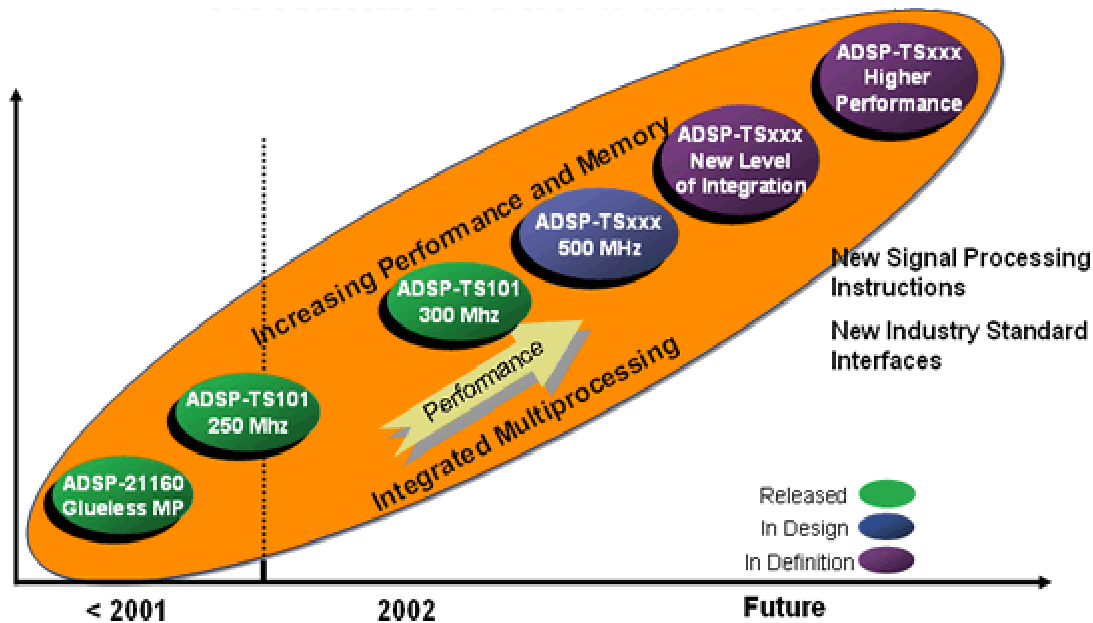 ADSP-TSxxx
Higher
Performance
ADSP-TSxxx
New Level
of Integration
Increasing Performance and Memory
ADSP-TSxxx
500 MHz
New Signal Processing
Instructions
ADSP-TS101
300 Mhz
New Industry Standard
Interfaces
Performance
Integrated Multiprocessing
ADSP-TS101
250 Mhz
ADSP-21160
Glueless MP
Released
In Design
In Definition
< 2001
2002
Future